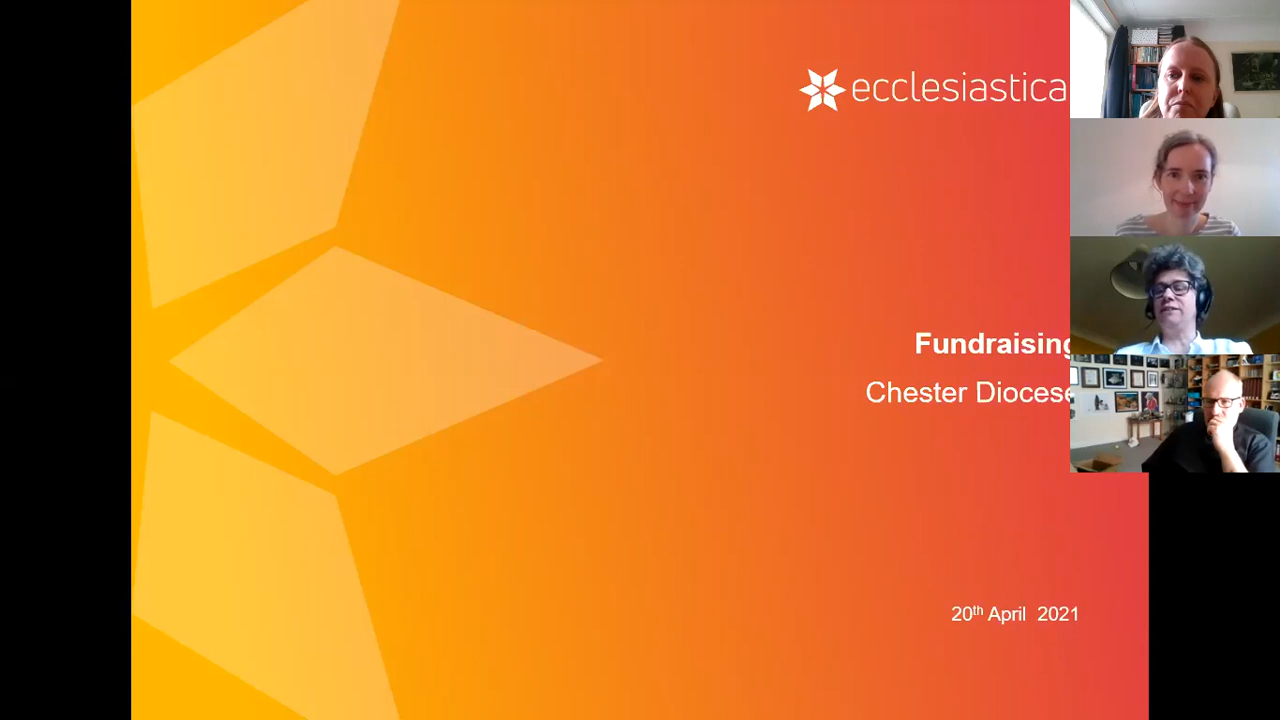 ecclesiastica
Fundraising
Chester Diocese
20th April 2021